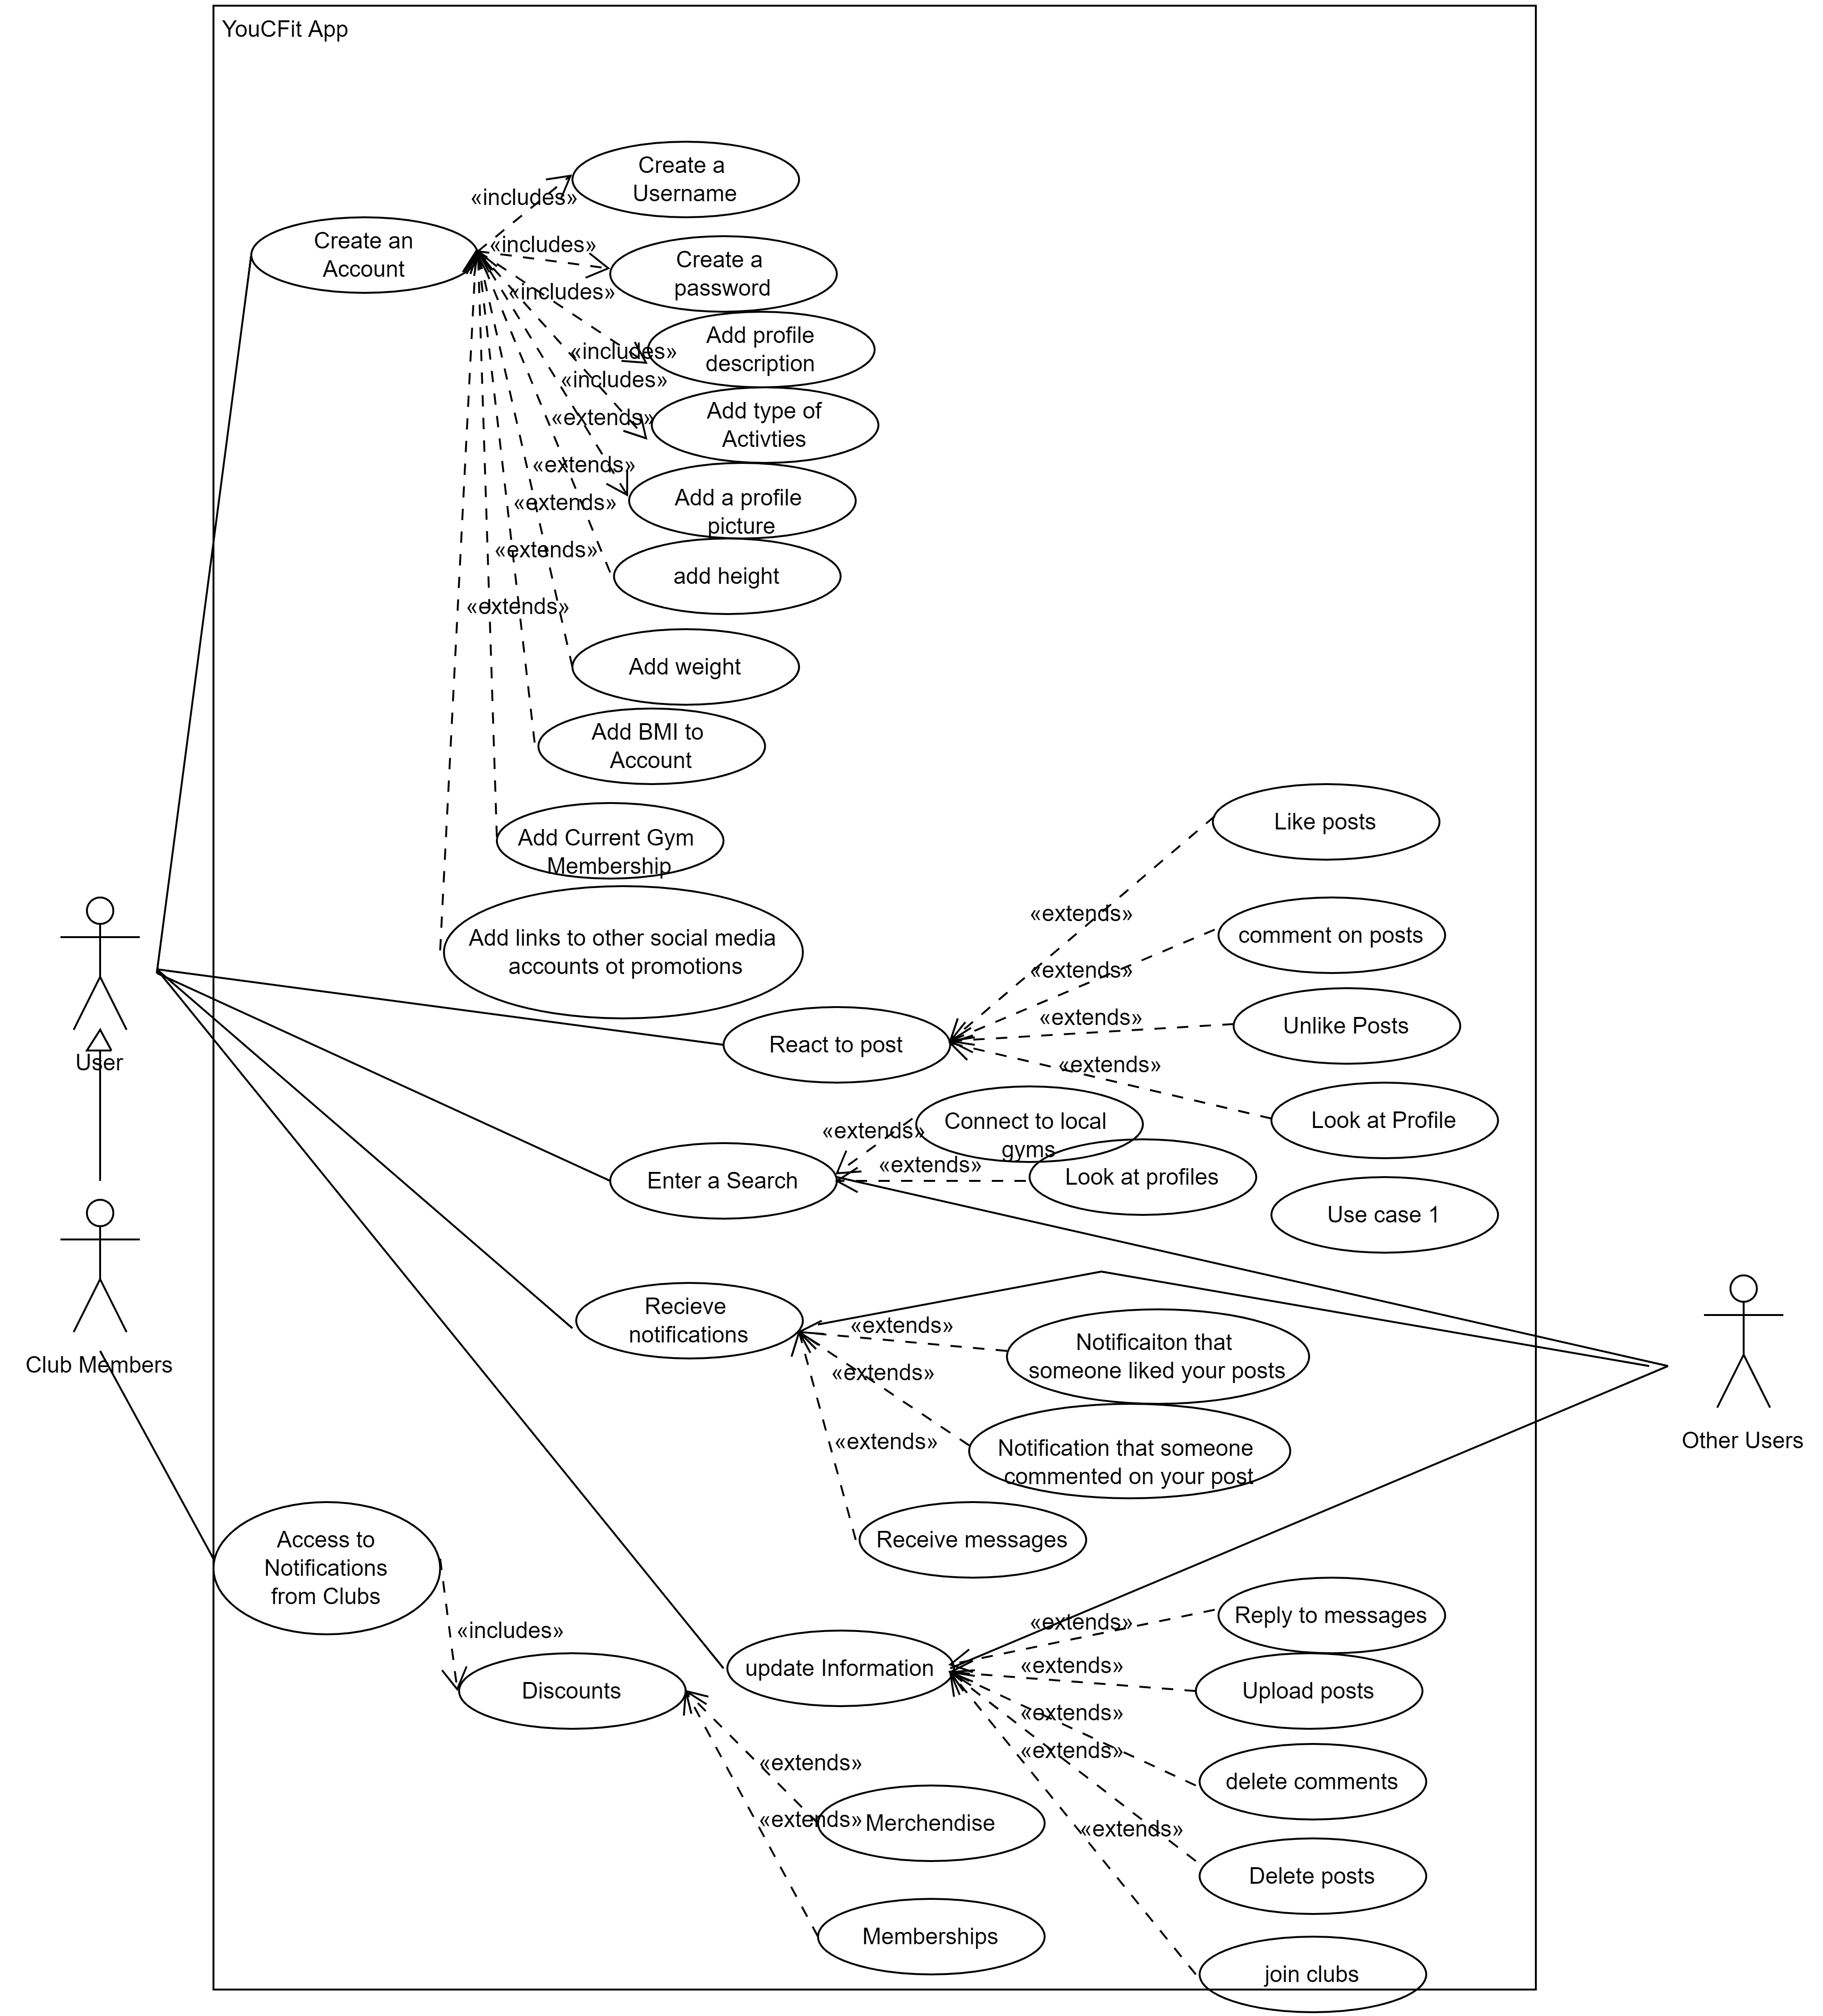 YouCFit App
Create a
Username
«includes»
Create an
Account
«includes»
Create a
password
«includes»
Add profile
description
«includes»
«includes»
Add type of
Activties
«extends»
«extends»
Add a profile
picture
«extends»
«extends»
add height
«extends»
Add weight
Add BMI to
Account
Add Current Gym
Membership
Add links to other social media
accounts ot promotions
Like posts
«extends»
comment on posts
«extends»
«extends»
Unlike Posts
React to post
User
«extends»
Look at Profile
Connect to local
gyms
«extends»
«extends»
Enter a Search
Look at profiles
Use case 1
Recieve
notifications
«extends»
Notificaiton that
someone liked your posts
Club Members
«extends»
Other Users
«extends»
Notification that someone
commented on your post
Receive messages
Access to
Notifications
from Clubs
«includes»
«extends»
Reply to messages
update Information
«extends»
Discounts
Upload posts
«extends»
«extends»
«extends»
delete comments
«extends»
Merchendise
«extends»
Delete posts
Memberships
join clubs